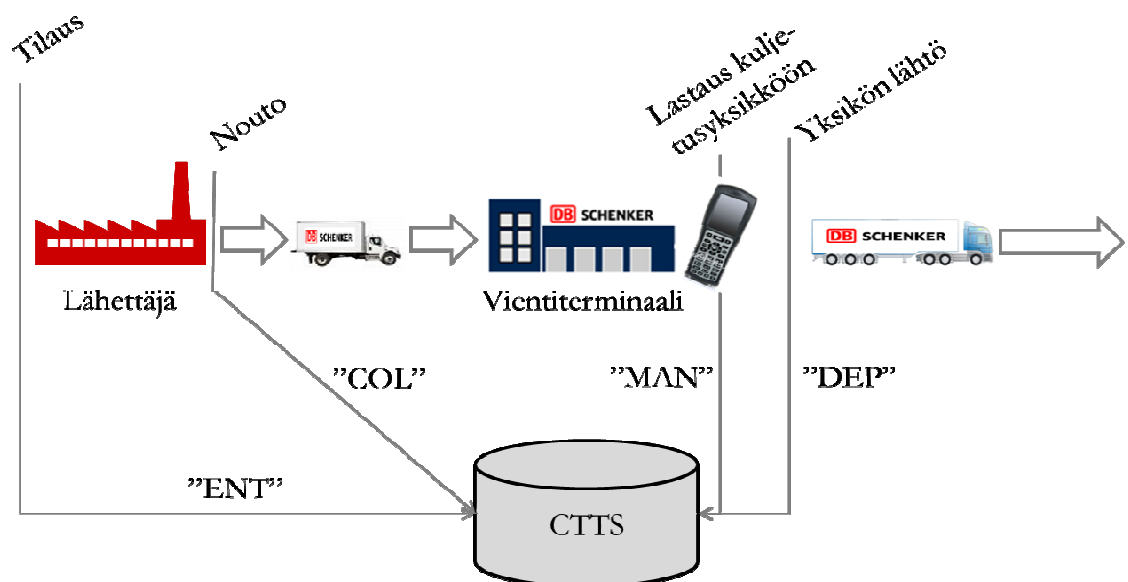 Tilaus
Nouto
Lastaus kulje-
tusyksikköön
Yksikön lähtö
DB SCHENKER
DB SCHENKER
DB SCHENKER
Lähettäjä
Vientiterminaali
"COL"
"MAN"
"DEP"
"ENT"
CTTS